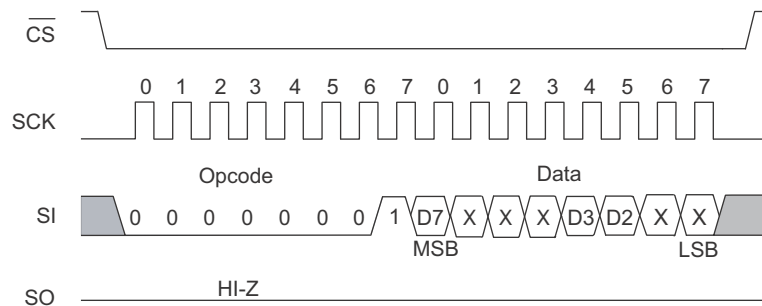 CS
0 1 2 3 4 5 6 7 0 1 2 3 4 5 6 7
SCK
Opcode Data
SI 0 0 0 0 0 0 0 1 D7 X X X D3 D2 X X
MSB LSB
HI-Z
SO